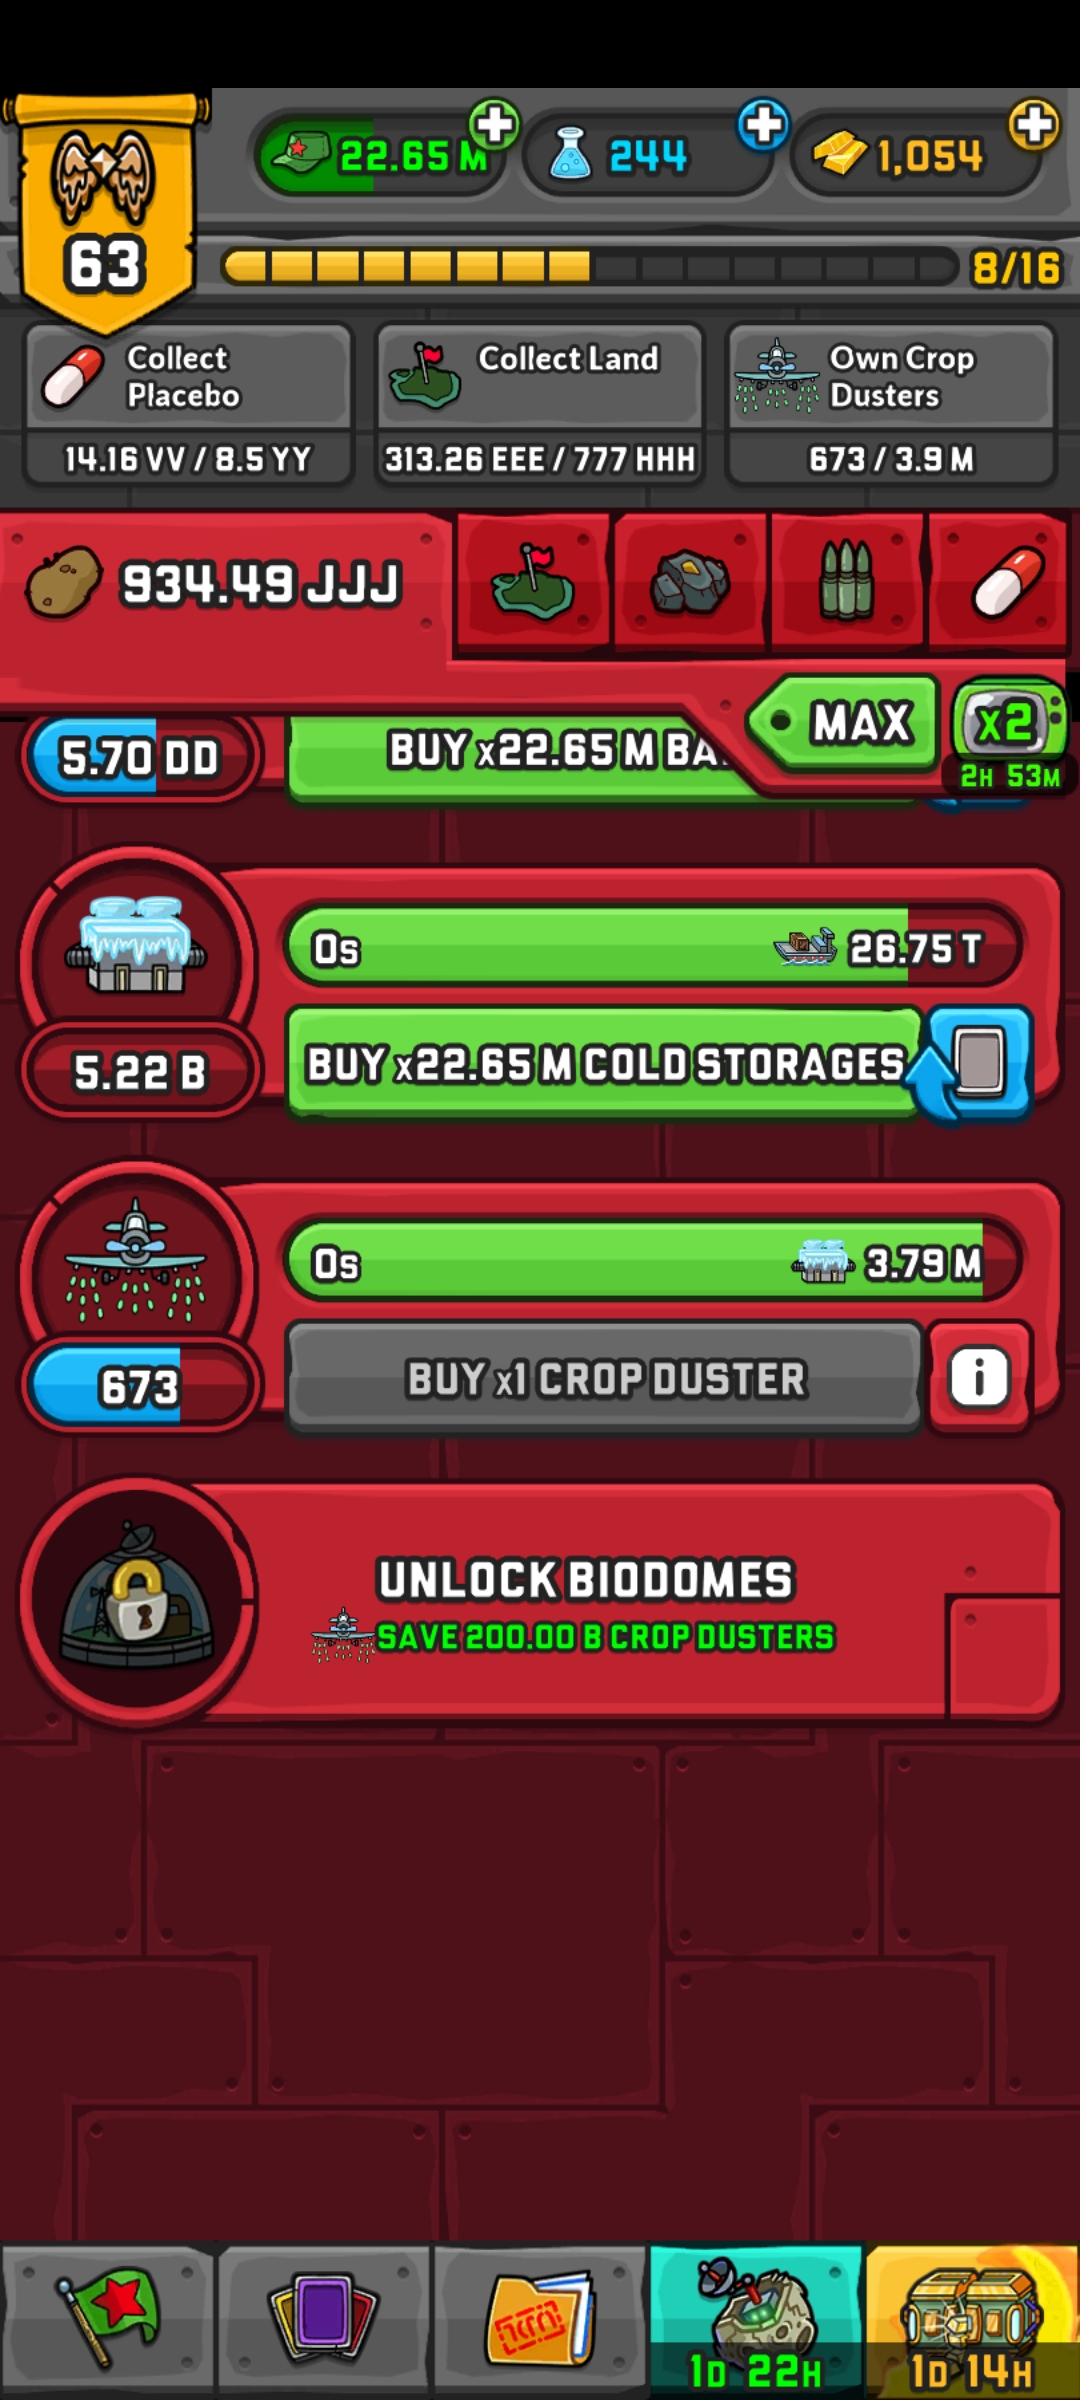 22.65 M
244
1,054
63
8/16
Collect
Placebo
14.16 VV / 8.5 YY
Collect Land
313.26 EEE / 777 HHH
Own Crop
Dusters
673 / 3.9 M
934.49 JJJ
MAX
x2
2H 53M
5.70 DD
BUY x22.65 M BA
0s
26.75 T
5.22 B
BUY x22.65 M COLD STORAGES
0s
3.79 M
673
BUY x1 CROP DUSTER
i
UNLOCK BIODOMES
SAVE 200.00 B CROP DUSTERS
1D 22H
1D 14H